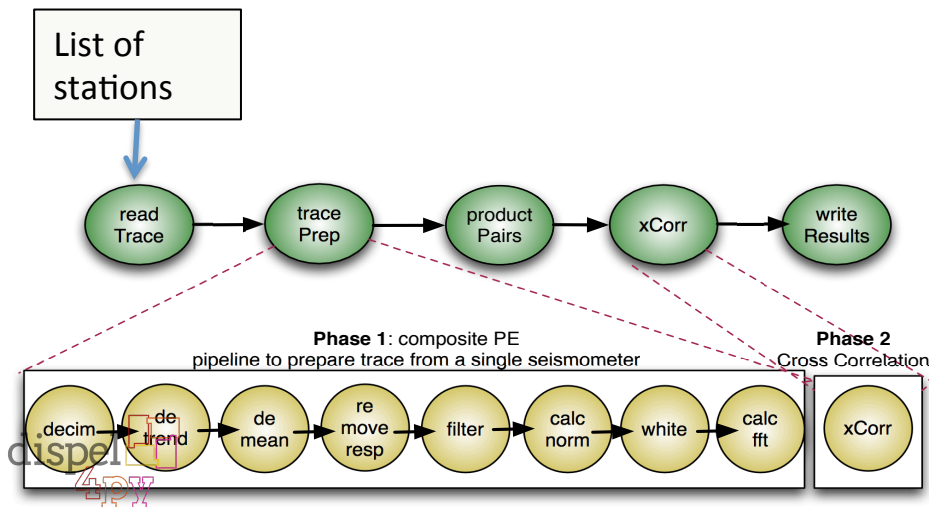 List of
stations
read
Trace
trace
Prep
product
Pairs
xCorr
write
Results
Phase 1: composite PE
pipeline to prepare trace from a single seismometer
Phase 2
Cross Correlation
decim
de
trend
de
mean
re
move
resp
filter
calc
norm
white
calc
fft
xCorr
dispel
4py